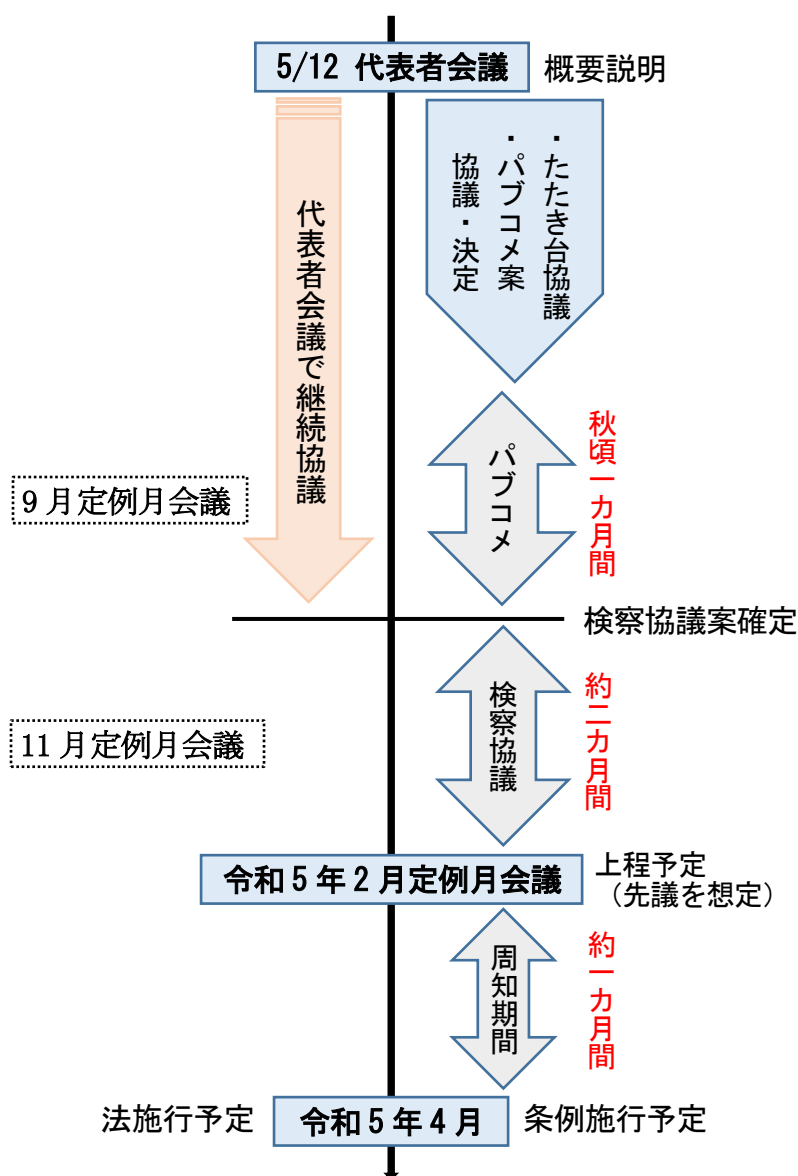 5/12 代表者会議
概要説明
・たたき台協議
・パブコメ案
協議・決定
代表者会議で継続協議
パブコメ
秋頃一カ月間
9月定例月会議
検察協議案確定
検察協議
約二カ月間
11月定例月会議
令和5年2月定例月会議
上程予定
（先議を想定）
周知期間
約一カ月間
法施行予定
令和5年4月
条例施行予定